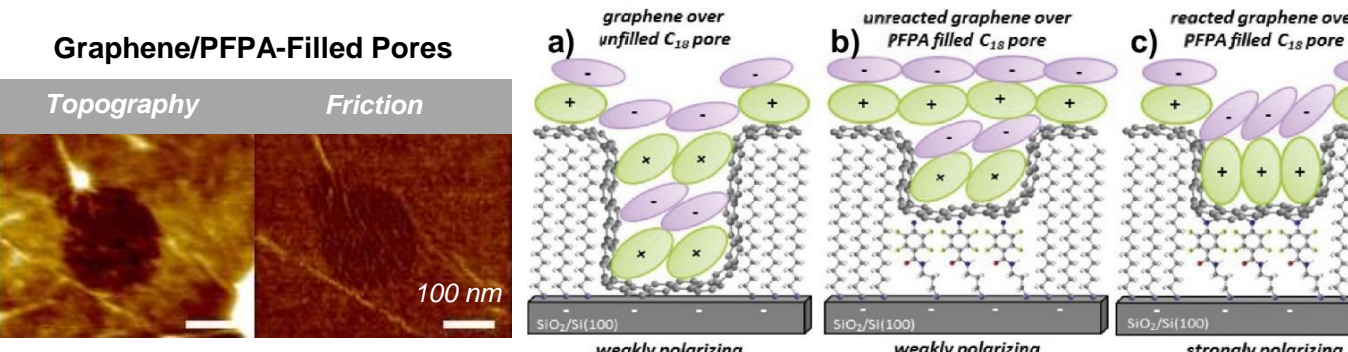 Graphene/PFPA-Filled Pores
Topography
Friction
100 nm
a)
graphene over
unfilled C₁₈ pore
+
+
-
-
-
-
+
+
+
+
-
-
SiO₂/Si(100)
- - - -
weakly polarizing
b)
unreacted graphene over
PFPA filled C₁₈ pore
- - - -
+ + + +
- -
+ +
SiO₂/Si(100)
- - - -
weakly polarizing
c)
reacted graphene ove
PFPA filled C₁₈ pore
-
+
- - -
+ + +
SiO₂/Si(100)
- - -
strongly polarizing